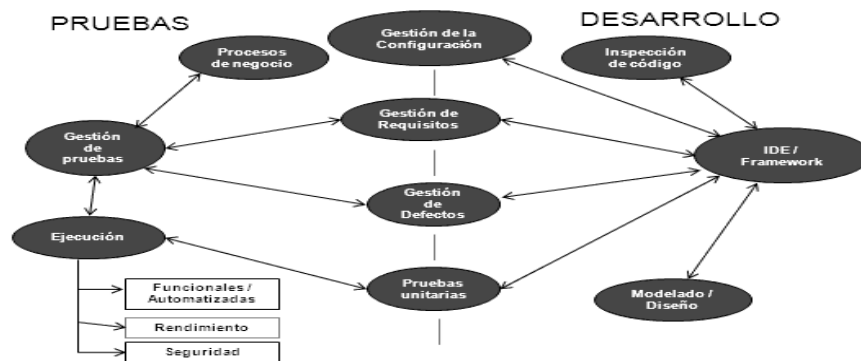 PRUEBAS
DESARROLLO
Gestión de la
Configuración
Procesos
de negocio
Inspección
de código
Gestión de
Requisitos
Gestión
de
pruebas
IDE /
Framework
Gestión
de
Defectos
Ejecución
Pruebas
unitarias
Funcionales /
Automatizadas
Modelado /
Diseño
Rendimiento
Seguridad